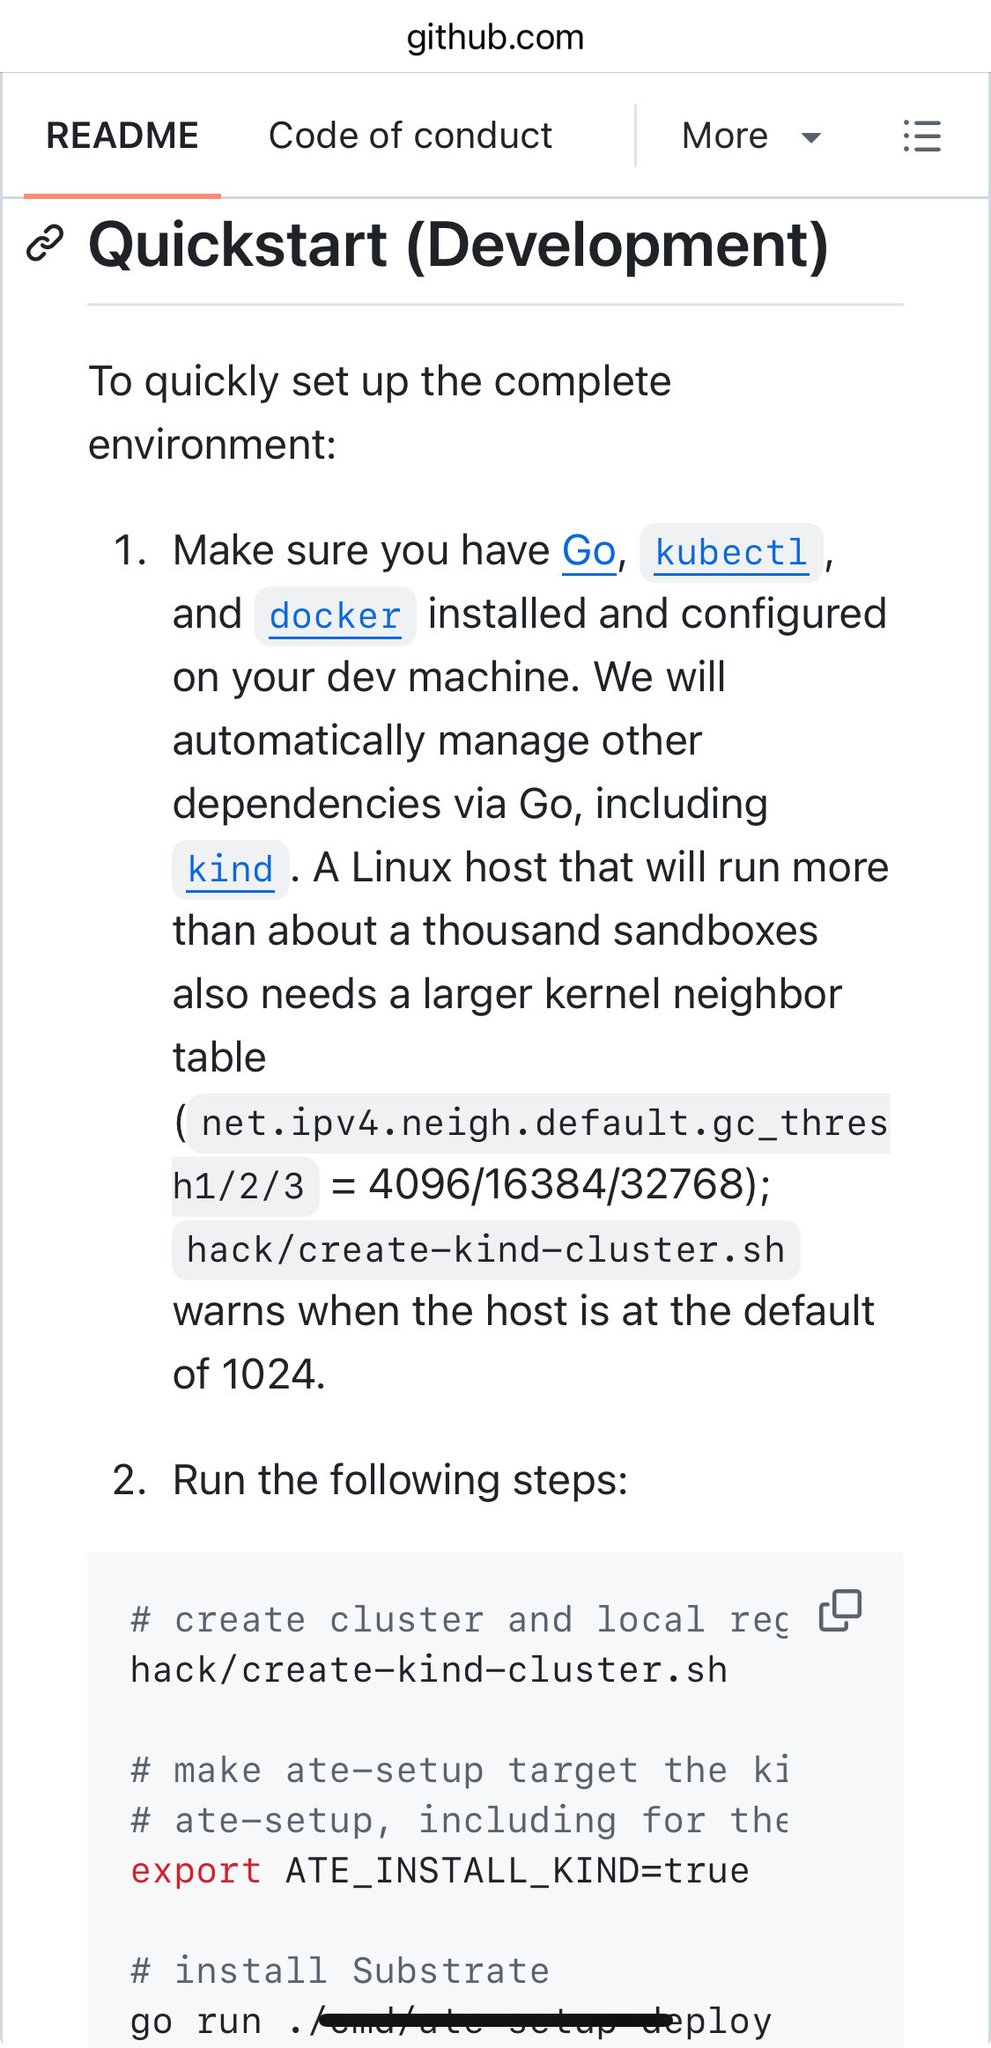 github.com
README Code of conduct More
Quickstart (Development)
To quickly set up the complete
environment:
1. Make sure you have Go, kubectl,
and docker installed and configured
on your dev machine. We will
automatically manage other
dependencies via Go, including
kind. A Linux host that will run more
than about a thousand sandboxes
also needs a larger kernel neighbor
table
(net.ipv4.neigh.default.gc_thres
h1/2/3 = 4096/16384/32768);
hack/create-kind-cluster.sh
warns when the host is at the default
of 1024.
2. Run the following steps:
# create cluster and local reg
hack/create-kind-cluster.sh
# make ate-setup target the ki
# ate-setup, including for the
export ATE_INSTALL_KIND=true
# install Substrate
go run ./